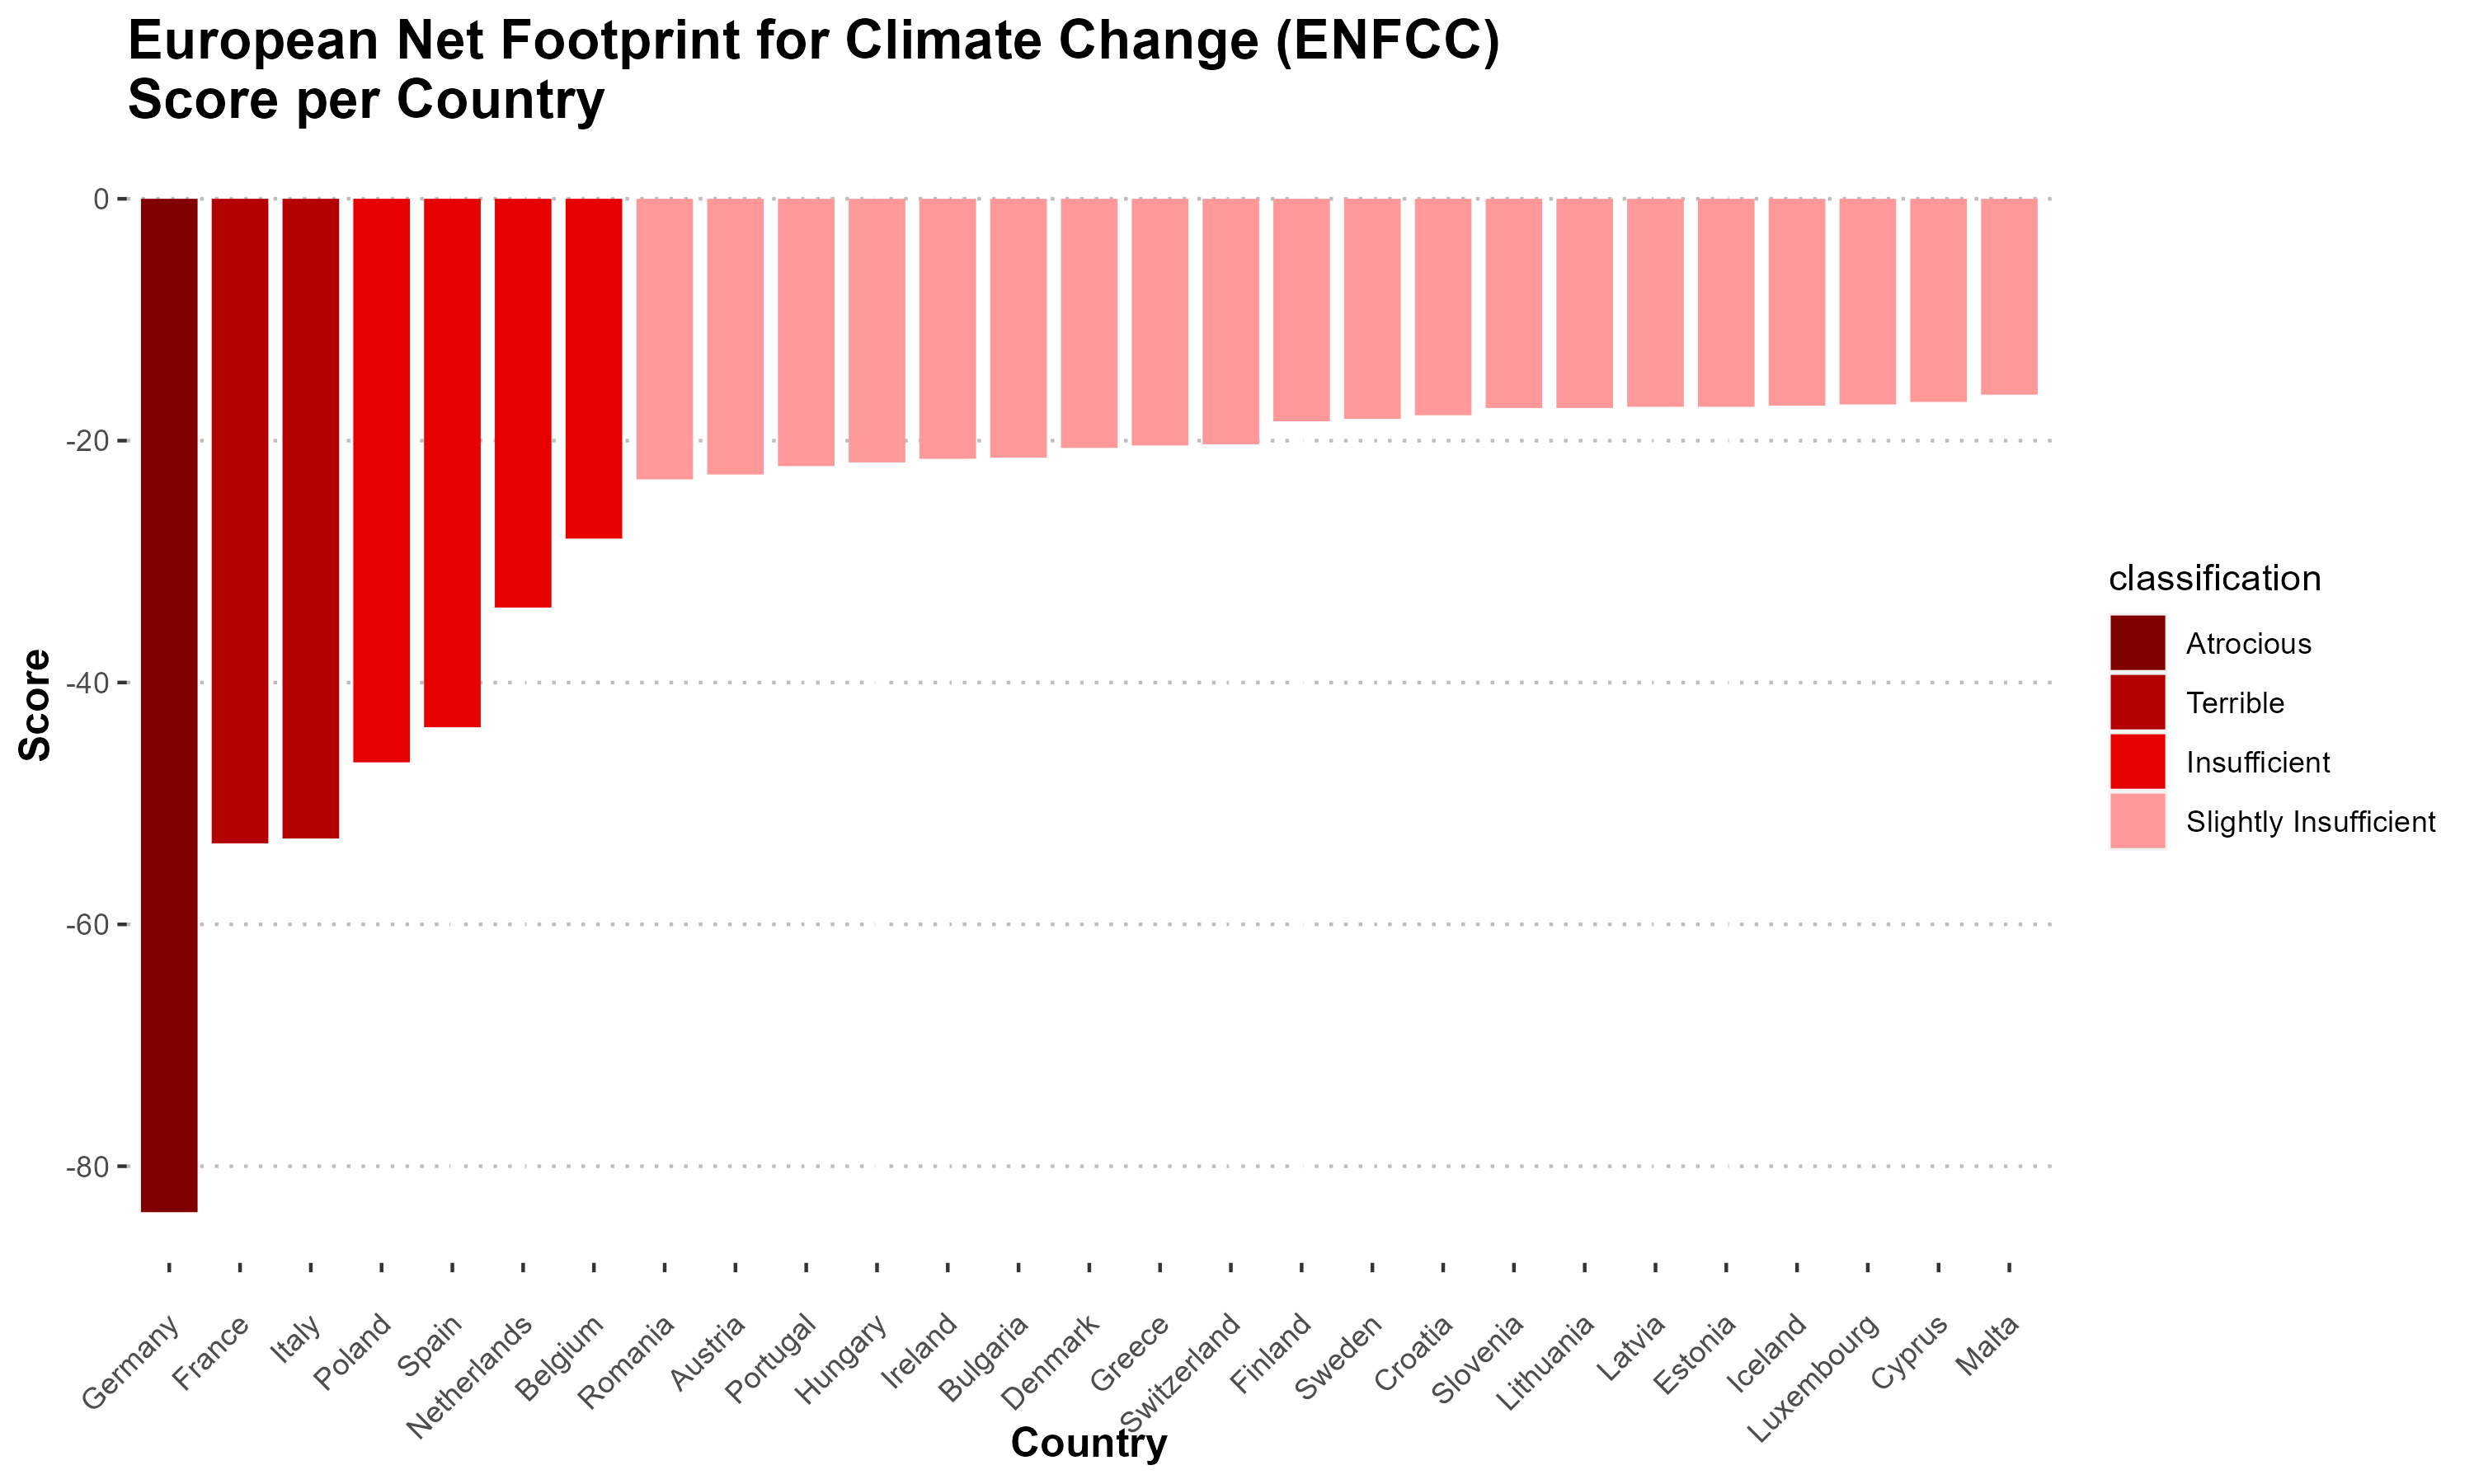 European Net Footprint for Climate Change (ENFCC)
Score per Country
0
-20
-40
-60
-80
Score
Germany
France
Italy
Poland
Spain
Netherlands
Belgium
Romania
Austria
Portugal
Hungary
Ireland
Bulgaria
Denmark
Greece
Switzerland
Finland
Sweden
Croatia
Slovenia
Lithuania
Latvia
Estonia
Iceland
Luxembourg
Cyprus
Malta
Country
classification
Atrocious
Terrible
Insufficient
Slightly Insufficient